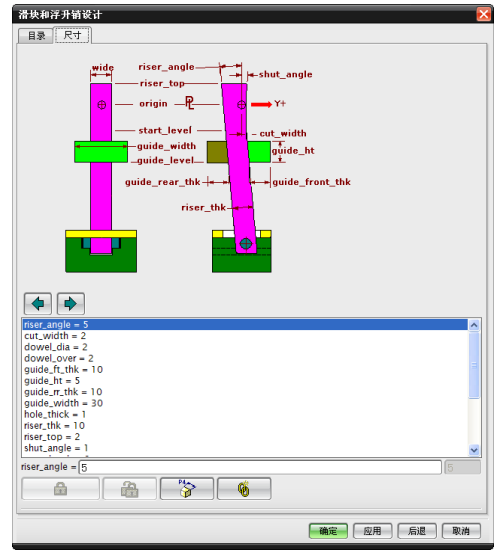 滑块和浮升销设计
目录 尺寸
wide riser_angle
shut_angle
riser_top
origin PL Y+
start_level
cut_width
guide_width
guide_ht
guide_level
guide_rear_thk guide_front_thk
riser_thk
riser_angle = 5
cut_width = 2
dowel_dia = 2
dowel_over = 2
guide_ft_thk = 10
guide_ht = 5
guide_rr_thk = 10
guide_width = 30
hole_thick = 1
riser_thk = 10
riser_top = 2
shut_angle = 1
riser_angle = 5 5
P4
确定 应用 后退 取消